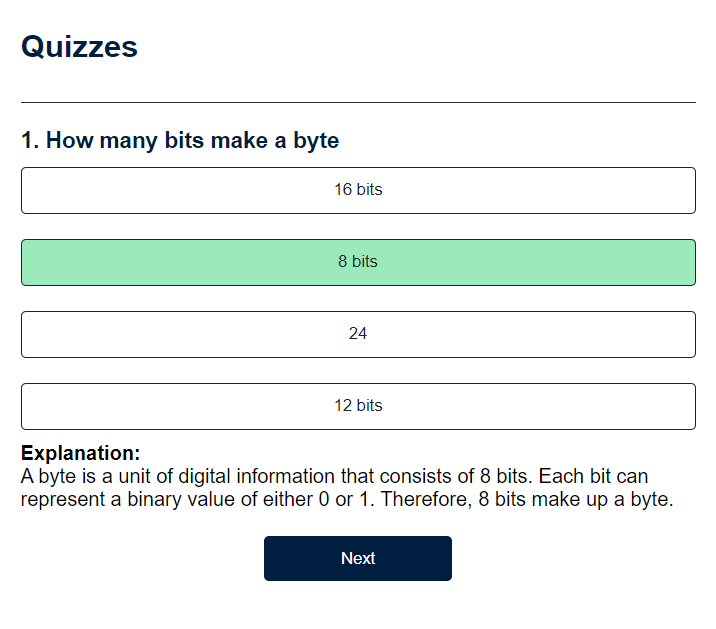 Quizzes
1. How many bits make a byte
16 bits
8 bits
24
12 bits
Explanation:
A byte is a unit of digital information that consists of 8 bits. Each bit can
represent a binary value of either 0 or 1. Therefore, 8 bits make up a byte.
Next